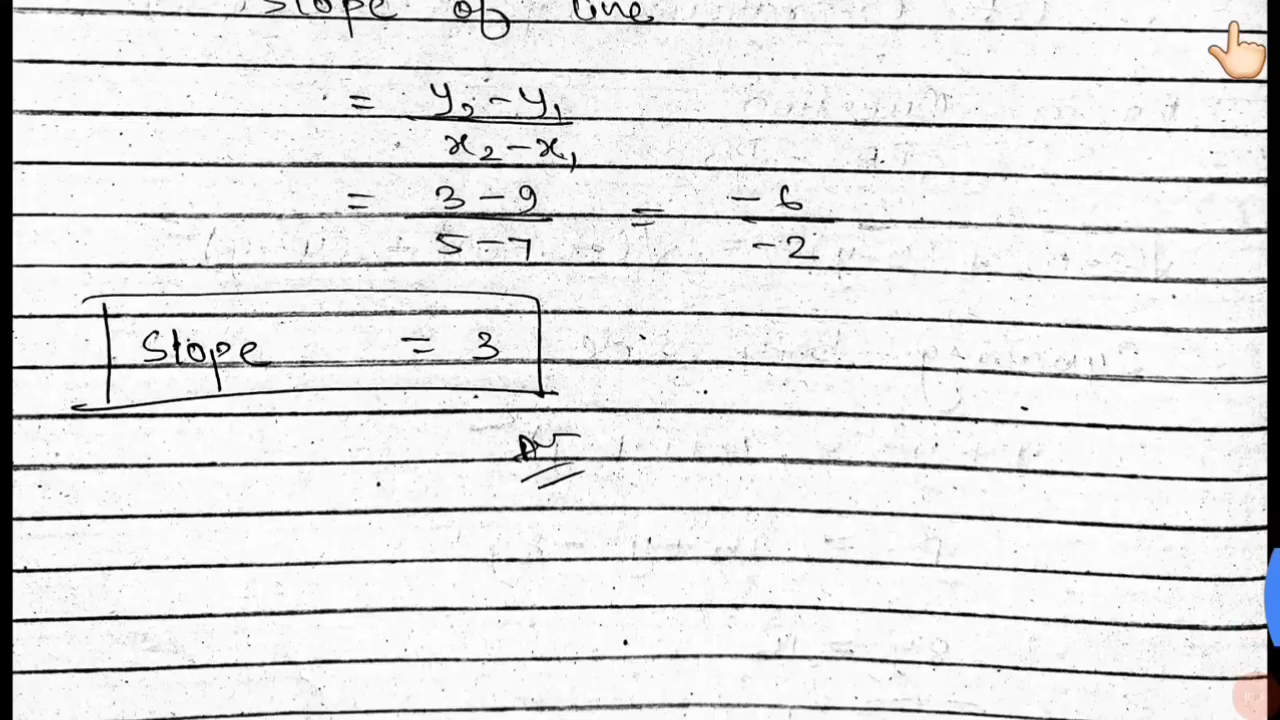 Slope of line
= y₂ - y₁ / x₂ - x₁
= 3 - 9 / 5 - 7 = - 6 / - 2
Slope = 3